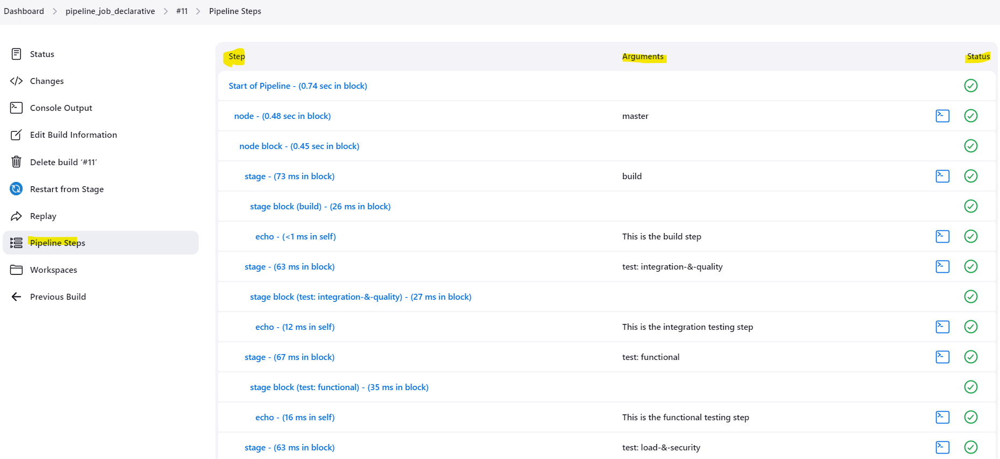 Dashboard > pipeline_job_declarative > #11 > Pipeline Steps
Status
Changes
Console Output
Edit Build Information
Delete build ‘#11’
Restart from Stage
Replay
Pipeline Steps
Workspaces
Previous Build
Step Arguments Status
Start of Pipeline - (0.74 sec in block)
node - (0.48 sec in block) master
node block - (0.45 sec in block)
stage - (73 ms in block) build
stage block (build) - (26 ms in block)
echo - (<1 ms in self) This is the build step
stage - (63 ms in block) test: integration-&-quality
stage block (test: integration-&-quality) - (27 ms in block)
echo - (12 ms in self) This is the integration testing step
stage - (67 ms in block) test: functional
stage block (test: functional) - (35 ms in block)
echo - (16 ms in self) This is the functional testing step
stage - (63 ms in block) test: load-&-security